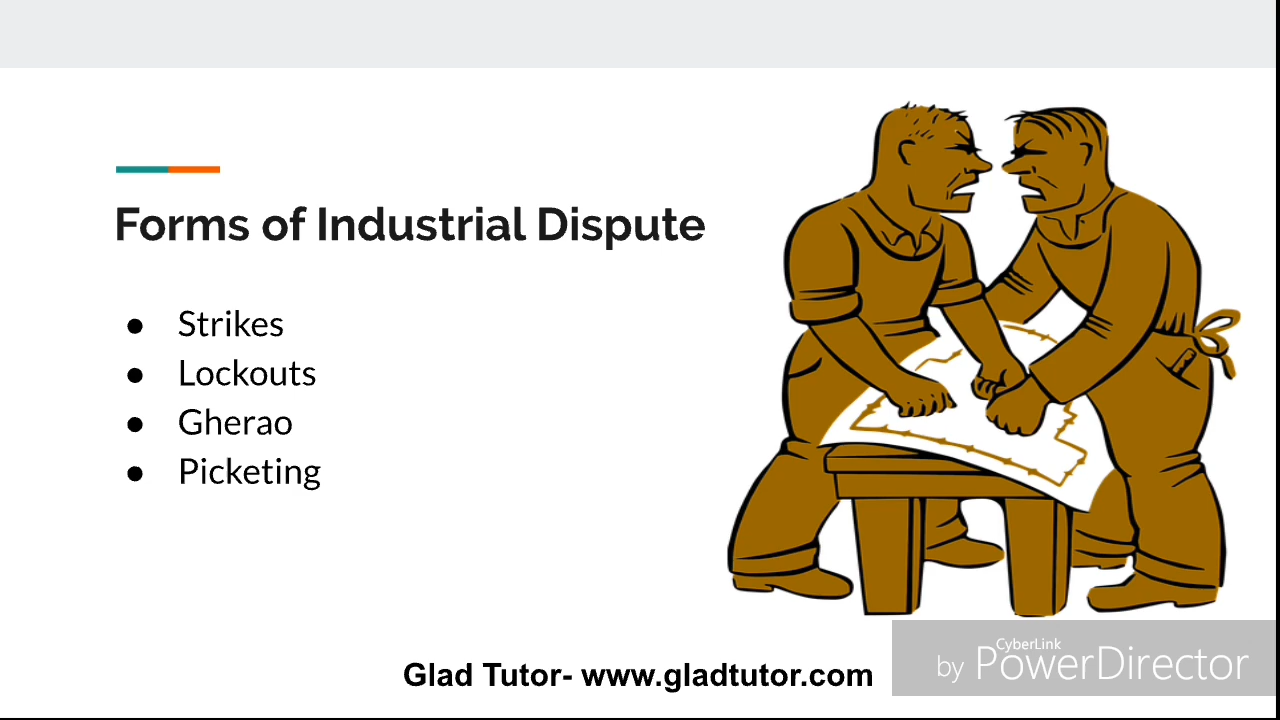 Forms of Industrial Dispute
● Strikes
● Lockouts
● Gherao
● Picketing
Glad Tutor- www.gladtutor.com
CyberLink
by PowerDirector